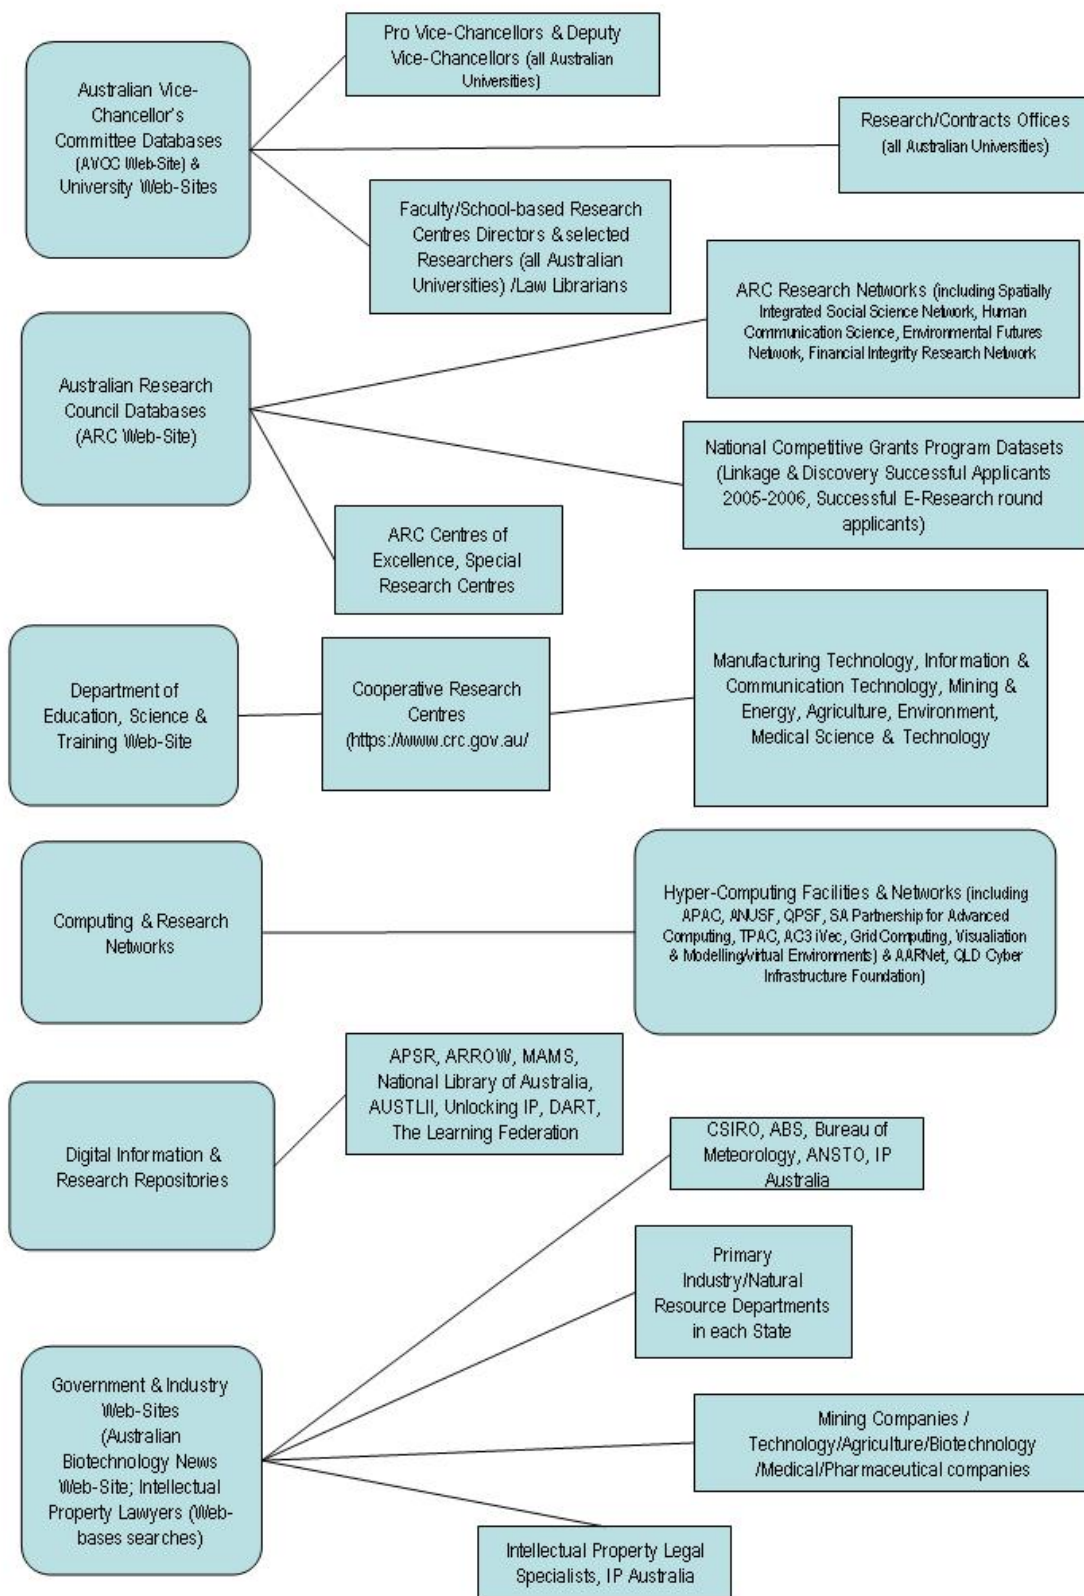 Pro Vice-Chancellors & Deputy
Vice-Chancellors (all Australian
Universities)
Australian Vice-
Chancellor's
Committee Databases
(AVCC Web-Site) &
University Web-Sites
Research/Contracts Offices
(all Australian Universities)
Faculty/School-based Research
Centres Directors & selected
Researchers (all Australian
Universities) /Law Librarians
ARC Research Networks (including Spatially
Integrated Social Science Network, Human
Communication Science, Environmental Futures
Network, Financial Integrity Research Network
Australian Research
Council Databases
(ARC Web-Site)
National Competitive Grants Program Datasets
(Linkage & Discovery Successful Applicants
2005-2006, Successful E-Research round
applicants)
ARC Centres of
Excellence, Special
Research Centres
Department of
Education, Science &
Training Web-Site
Cooperative Research
Centres
(https://www.crc.gov.au/
Manufacturing Technology, Information &
Communication Technology, Mining &
Energy, Agriculture, Environment,
Medical Science & Technology
Computing & Research
Networks
Hyper-Computing Facilities & Networks (including
APAC, ANUSF, QPSF, SA Partnership for Advanced
Computing, TPAC, AC3 iVec, Grid Computing, Visualiation
& Modelling/virtual Environments) & AARNet, QLD Cyber
Infrastructure Foundation)
APSR, ARROW, MAMS,
National Library of Australia,
AUSTLII, Unlocking IP, DART,
The Learning Federation
Digital Information &
Research Repositories
CSIRO, ABS, Bureau of
Meteorology, ANSTO, IP
Australia
Primary
Industry/Natural
Resource Departments
in each State
Government & Industry
Web-Sites
(Australian
Biotechnology News
Web-Site; Intellectual
Property Lawyers (Web-
bases searches)
Mining Companies /
Technology/Agriculture/Biotechnology
/Medical/Pharmaceutical companies
Intellectual Property Legal
Specialists, IP Australia